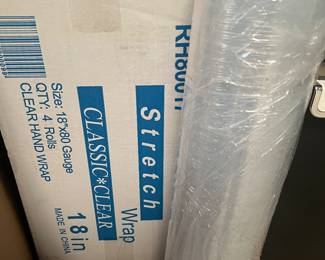 RH80017
Stretch
Wrap
CLASSIC*CLEAR
18 in
MADE IN CHINA
Size: 18"x80 Gauge
QTY: 4 Rolls
CLEAR HAND WRAP